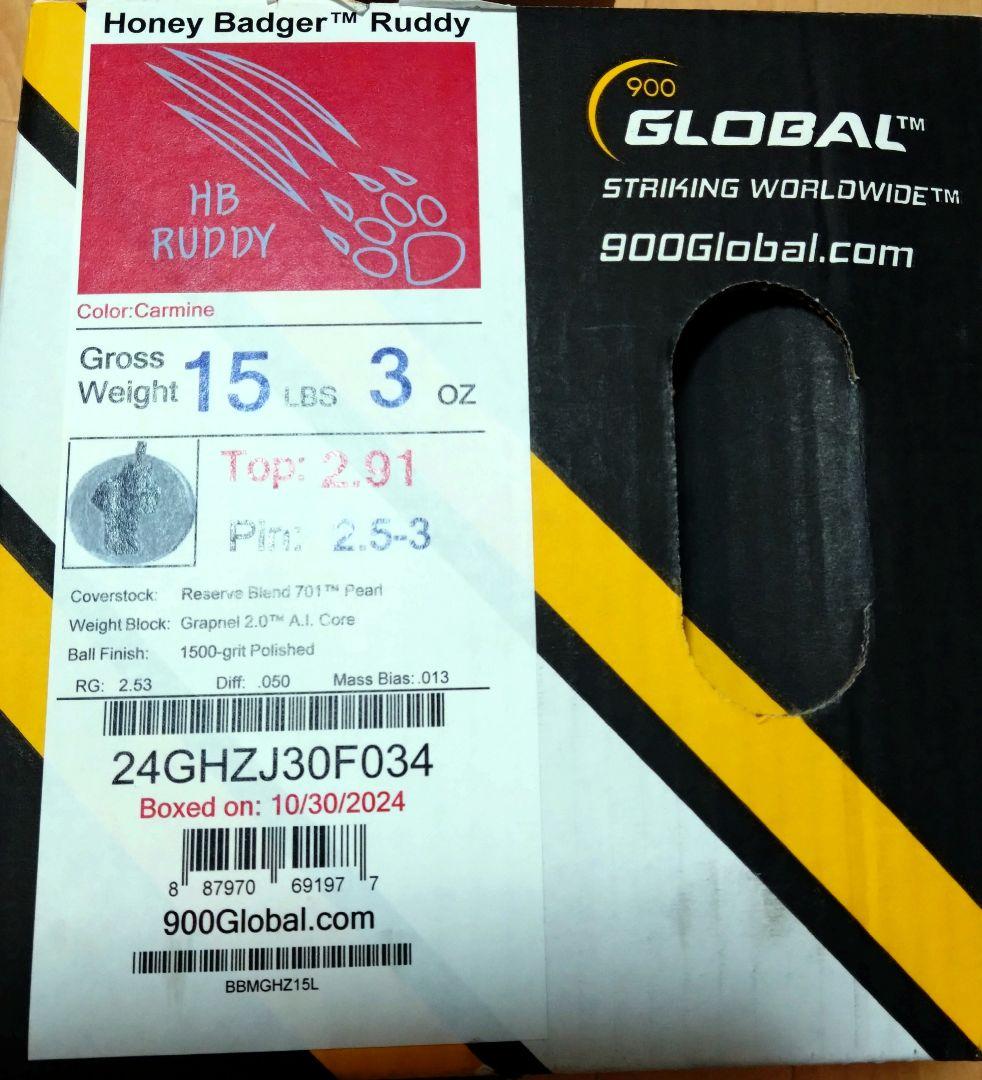 Honey Badger™ Ruddy
HB
RUDDY
Color:Carmine
Gross
Weight 15 LBS 3 OZ
Top: 2.91
Pin: 2.5-3
Coverstock: Reserve Blend 701™ Pearl
Weight Block: Grapnel 2.0™ A.I. Core
Ball Finish: 1500-grit Polished
RG: 2.53 Diff: .050 Mass Bias: .013
24GHZJ30F034
Boxed on: 10/30/2024
8 87970 69197 7
900Global.com
BBMGHZ15L
900
GLOBAL™
STRIKING WORLDWIDE™
900Global.com